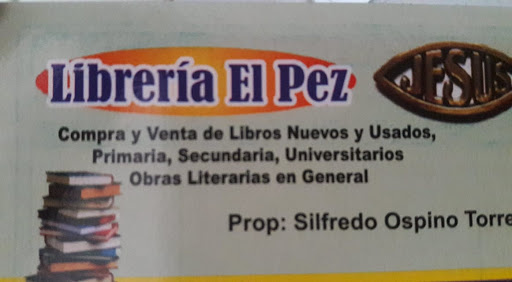 Librería El Pez
JESUS
Compra y Venta de Libros Nuevos y Usados,
Primaria, Secundaria, Universitarios
Obras Literarias en General
Prop: Silfredo Ospino Torre